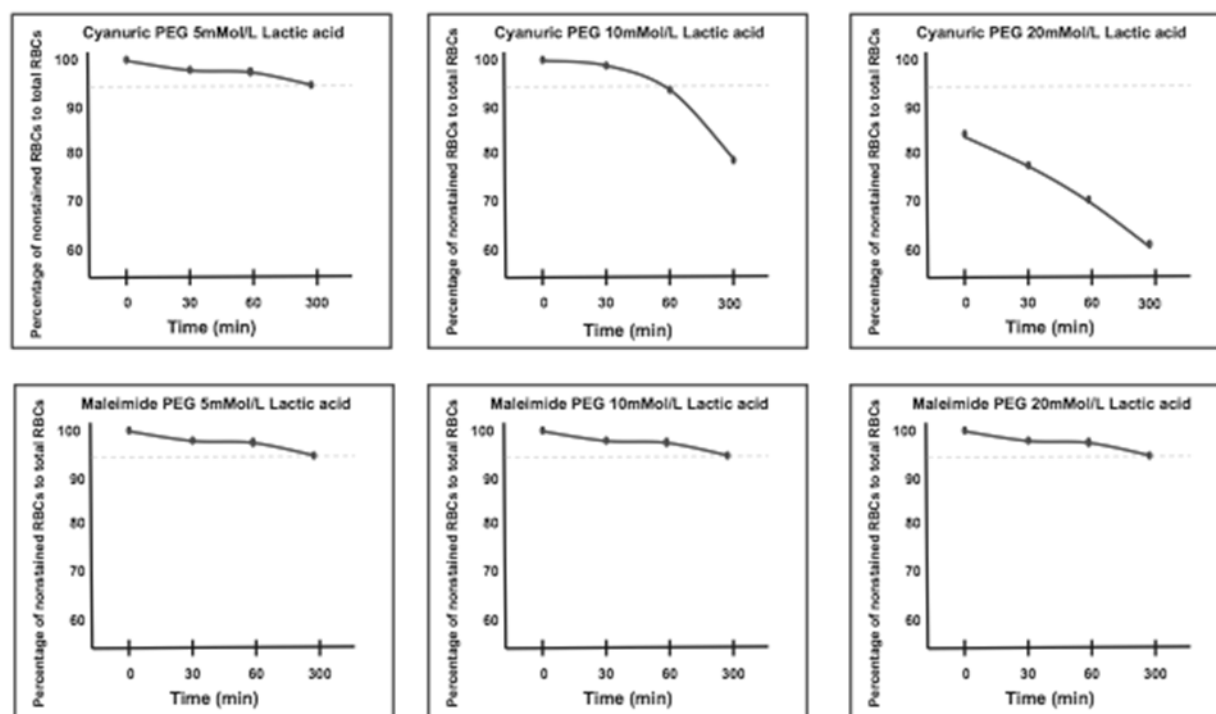 Cyanuric PEG 5mMol/L Lactic acid
Percentage of nonstained RBCs to total RBCs
100
90
80
70
60
0 30 60 300
Time (min)
Cyanuric PEG 10mMol/L Lactic acid
Percentage of nonstained RBCs to total RBCs
100
90
80
70
60
0 30 60 300
Time (min)
Cyanuric PEG 20mMol/L Lactic acid
Percentage of nonstained RBCs to total RBCs
100
90
80
70
60
0 30 60 300
Time (min)
Maleimide PEG 5mMol/L Lactic acid
Percentage of nonstained RBCs to total RBCs
100
90
80
70
60
0 30 60 300
Time (min)
Maleimide PEG 10mMol/L Lactic acid
Percentage of nonstained RBCs to total RBCs
100
90
80
70
60
0 30 60 300
Time (min)
Maleimide PEG 20mMol/L Lactic acid
Percentage of nonstained RBCs to total RBCs
100
90
80
70
60
0 30 60 300
Time (min)